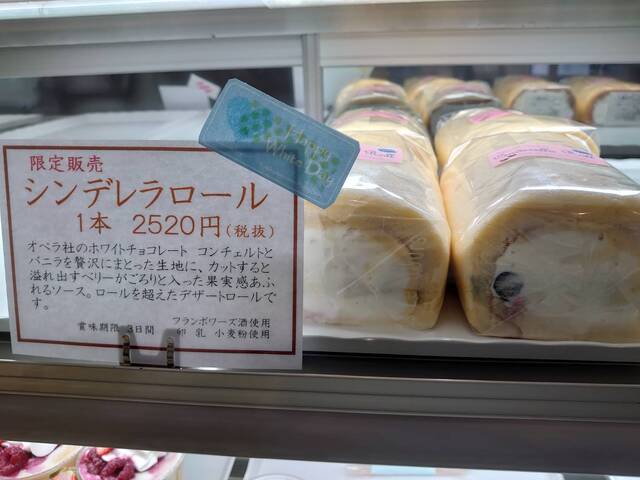 限定販売
シンデレラロール
1本 2520円(税抜)
オペラ社のホワイトチョコレート コンチェルトと
バニラを贅沢にまとった生地に、カットすると
溢れ出すベリーがごろりと入った果実感あふ
れるソース。ロールを超えたデザートロールで
す。
フランボワーズ酒使用
賞味期限 3日間 卵 乳 小麦粉使用
Happy
White Day